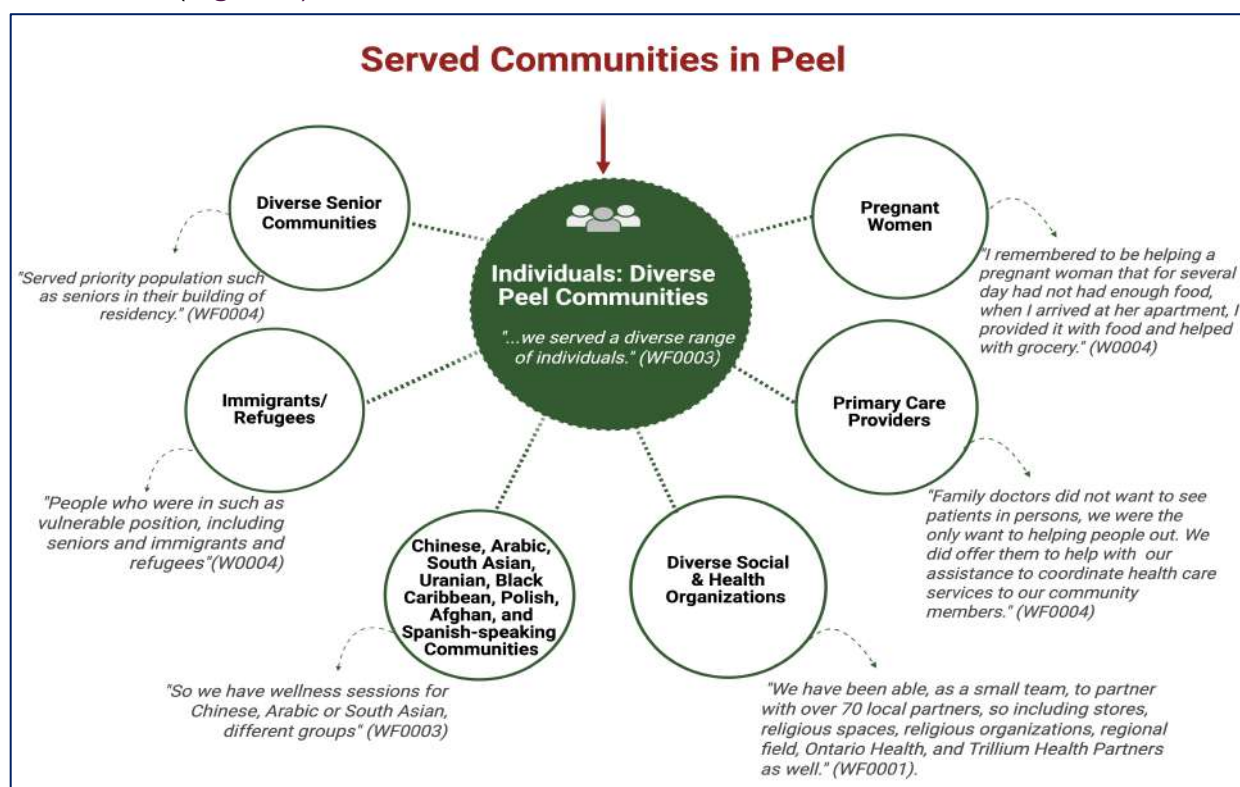 Served Communities in Peel
Diverse Senior
Communities
"Served priority population such
as seniors in their building of
residency." (WF0004)
Immigrants/
Refugees
"People who were in such as
vulnerable position, including
seniors and immigrants and
refugees"(W0004)
Chinese, Arabic,
South Asian,
Uranian, Black
Caribbean, Polish,
Afghan, and
Spanish-speaking
Communities
"So we have wellness sessions for
Chinese, Arabic or South Asian,
different groups" (WF0003)
Individuals: Diverse
Peel Communities
"...we served a diverse range
of individuals." (WF0003)
Pregnant
Women
"I remembered to be helping a
pregnant woman that for several
day had not had enough food,
when I arrived at her apartment, I
provided it with food and helped
with grocery." (W0004)
Primary Care
Providers
"Family doctors did not want to see
patients in persons, we were the
only want to helping people out. We
did offer them to help with our
assistance to coordinate health care
services to our community
members." (WF0004)
Diverse Social
& Health
Organizations
"We have been able, as a small team, to partner
with over 70 local partners, so including stores,
religious spaces, religious organizations, regional
field, Ontario Health, and Trillium Health Partners
as well." (WF0001).